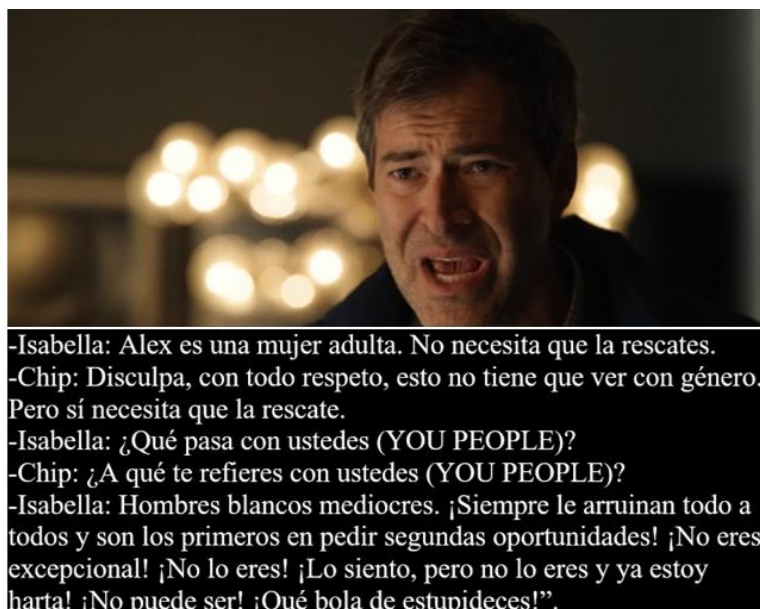 -Isabella: Alex es una mujer adulta. No necesita que la rescates.
-Chip: Disculpa, con todo respeto, esto no tiene que ver con género.
Pero sí necesita que la rescate.
-Isabella: ¿Qué pasa con ustedes (YOU PEOPLE)?
-Chip: ¿A qué te refieres con ustedes (YOU PEOPLE)?
-Isabella: Hombres blancos mediocres. ¡Siempre le arruinan todo a
todos y son los primeros en pedir segundas oportunidades! ¡No eres
excepcional! ¡No lo eres! ¡Lo siento, pero no lo eres y ya estoy
harta! ¡No puede ser! ¡Qué bola de estupideces!”.